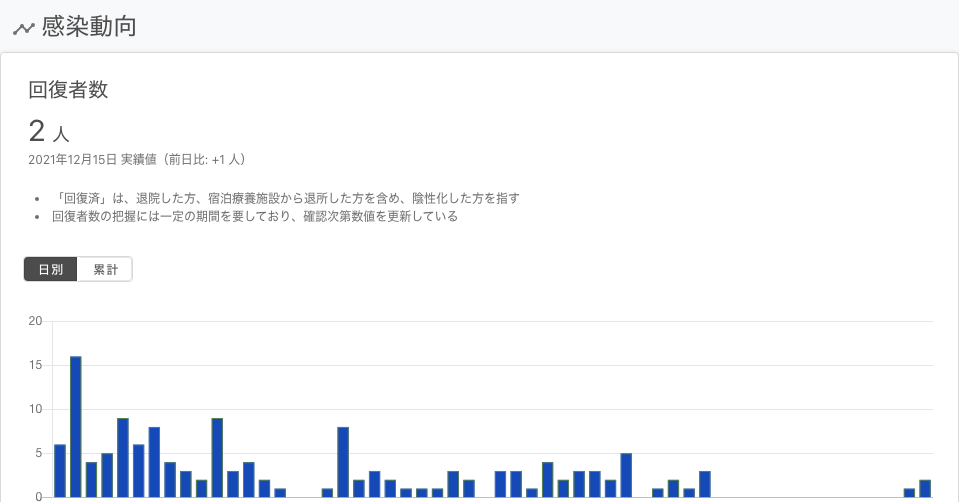 感染動向
回復者数
2 人
2021年12月15日 実績値（前日比: +1 人）
• 「回復済」は、退院した方、宿泊療養施設から退所した方を含め、陰性化した方を指す
• 回復者数の把握には一定の期間を要しており、確認次第数値を更新している
日別 累計
20
15
10
5
0